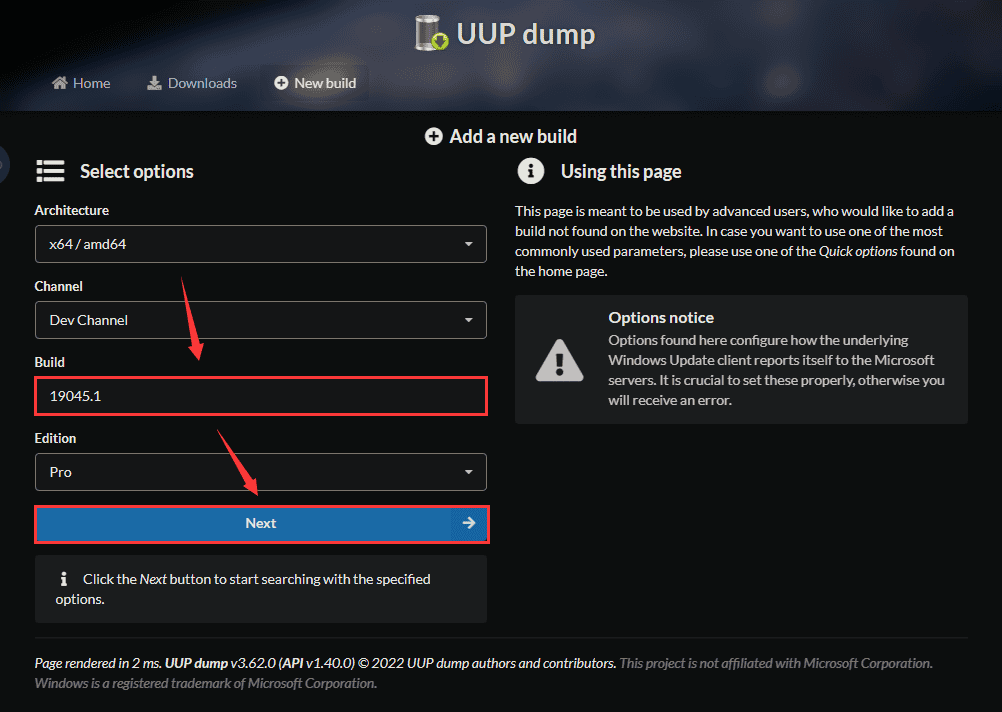 UUP dump
Home
Downloads
New build
Add a new build
Select options
Architecture
x64 / amd64
Channel
Dev Channel
Build
19045.1
Edition
Pro
Next
Click the Next button to start searching with the specified
options.
Using this page
This page is meant to be used by advanced users, who would like to add a
build not found on the website. In case you want to use one of the most
commonly used parameters, please use one of the Quick options found on
the home page.
Options notice
Options found here configure how the underlying
Windows Update client reports itself to the Microsoft
servers. It is crucial to set these properly, otherwise you
will receive an error.
Page rendered in 2 ms. UUP dump v3.62.0 (API v1.40.0) © 2022 UUP dump authors and contributors. This project is not affiliated with Microsoft Corporation.
Windows is a registered trademark of Microsoft Corporation.